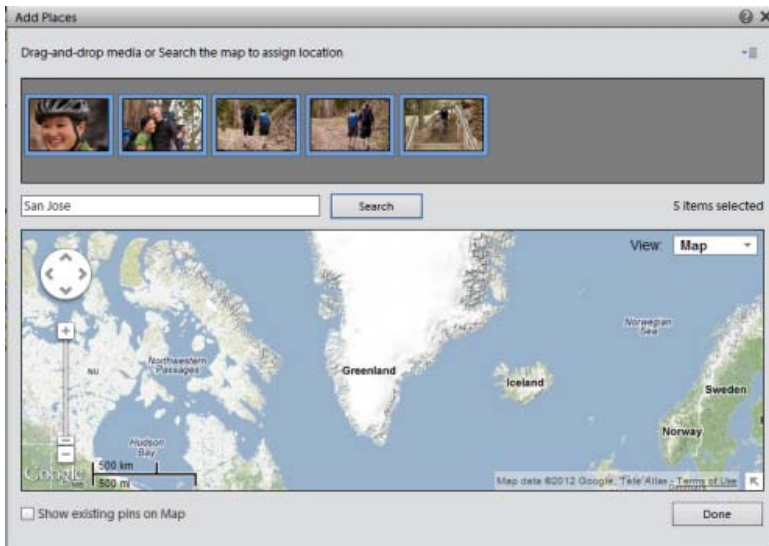 Add Places
Drag-and-drop media or Search the map to assign location
San Jose
Search
5 items selected
View:
Map
Norwegian
Sea
Northwestern
Passages
NU
Greenland
Iceland
Sweden
Norway
Hudson
Bay
Google
500 km
500 mi
Map data ©2012 Google, Tele Atlas - Terms of Use
Show existing pins on Map
Done